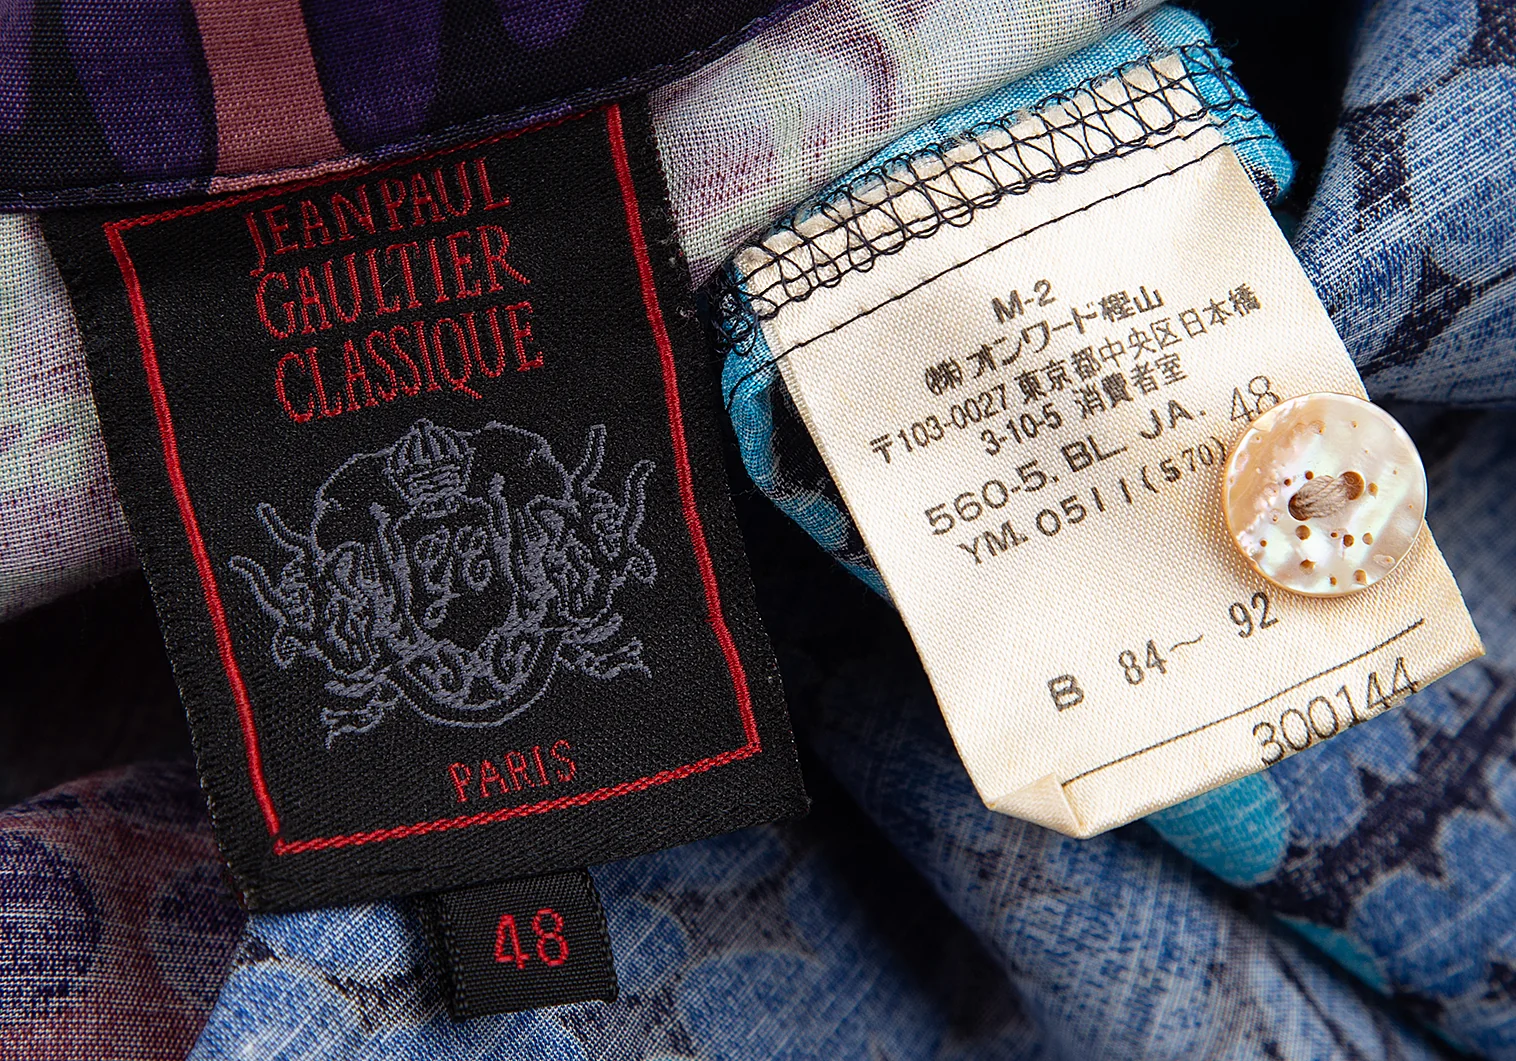 JEAN PAUL
GAULTIER
CLASSIQUE
PARIS
48
M-2
㈱オンワード樫山
〒103-0027 東京都中央区日本橋
3-10-5 消費者室
560-5. BL. JA. 48
YM. 0511(570)
B 84〜92
300144